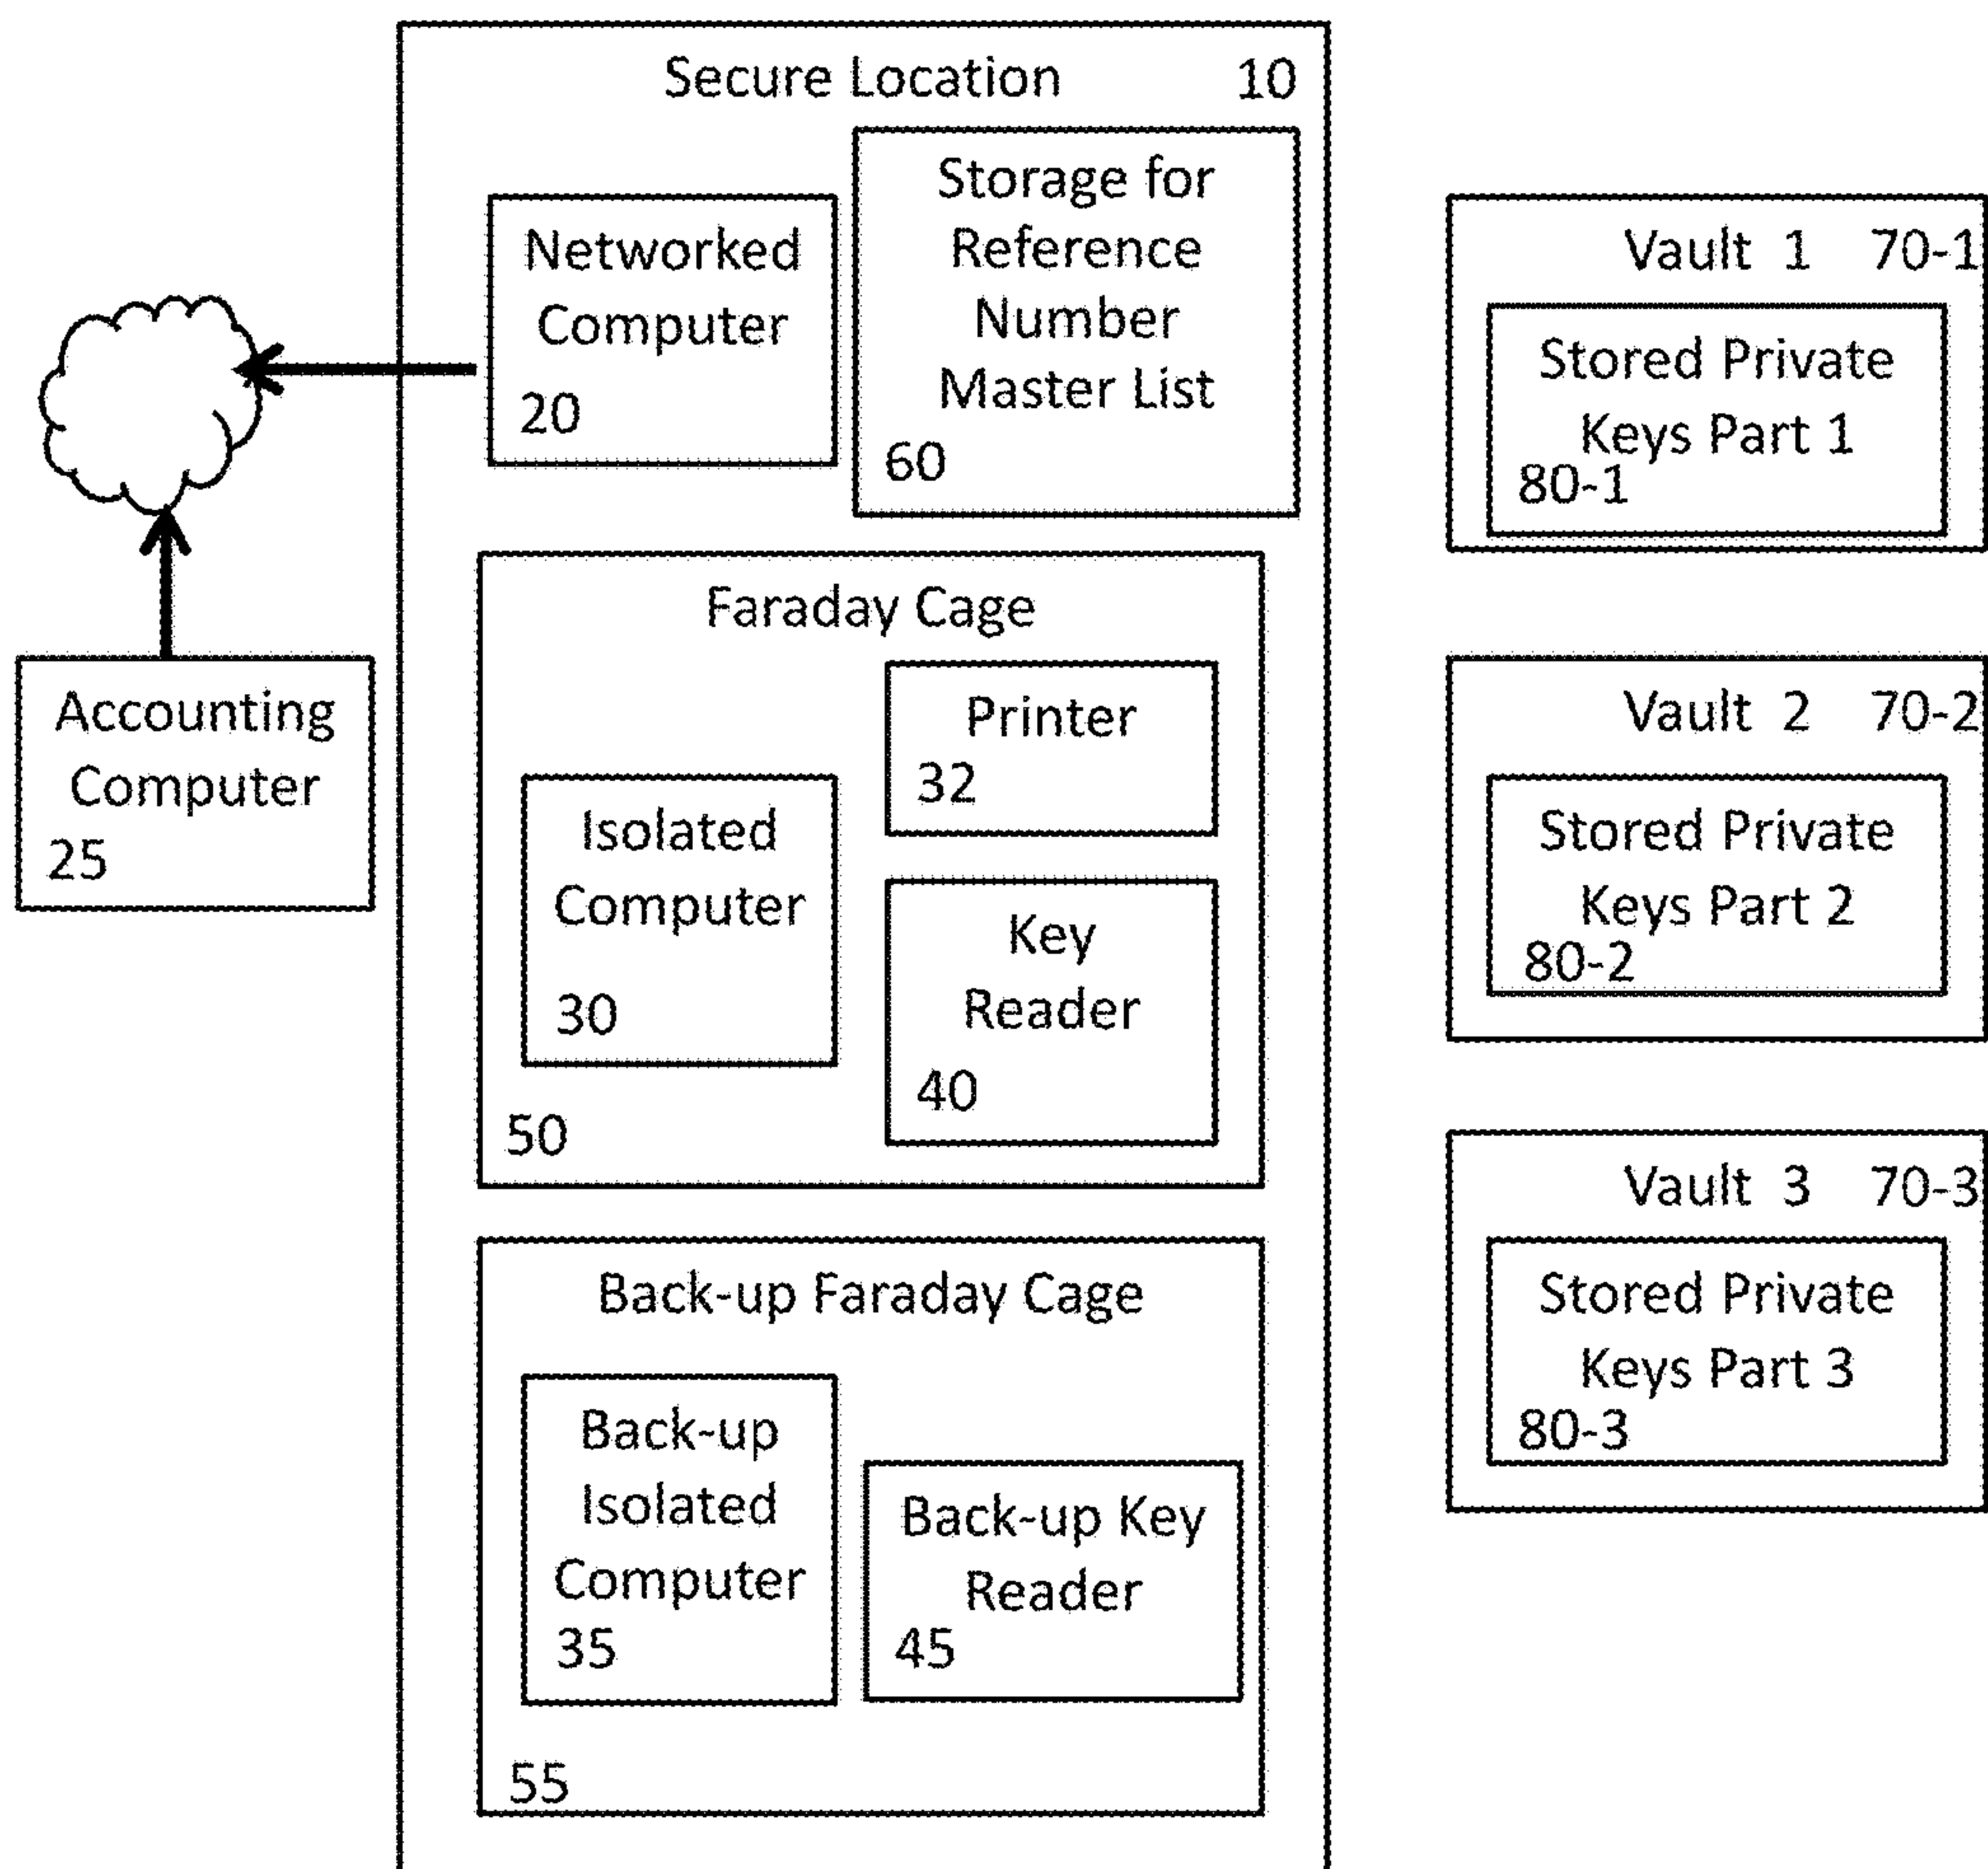 Secure Location 10
Networked
Computer
20
Storage for
Reference
Number
Master List
60
Accounting
Computer
25
Faraday Cage
Printer
32
Isolated
Computer
30
Key
Reader
40
50
Back-up Faraday Cage
Back-up
Isolated
Computer
35
Back-up Key
Reader
45
55
Vault 1 70-1
Stored Private
Keys Part 1
80-1
Vault 2 70-2
Stored Private
Keys Part 2
80-2
Vault 3 70-3
Stored Private
Keys Part 3
80-3